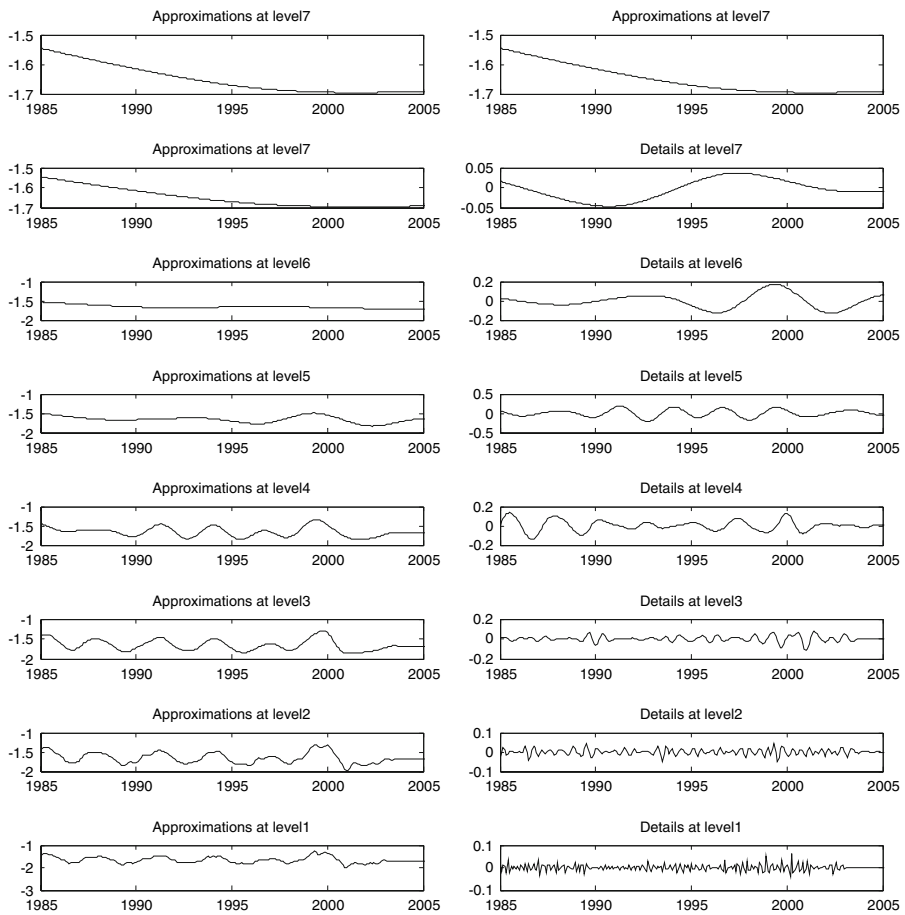 Approximations at level7
-1.5
-1.6
-1.7
1985 1990 1995 2000 2005
Approximations at level7
-1.5
-1.6
-1.7
1985 1990 1995 2000 2005
Approximations at level7
-1.5
-1.6
-1.7
1985 1990 1995 2000 2005
Details at level7
0.05
0
-0.05
1985 1990 1995 2000 2005
Approximations at level6
-1
-1.5
-2
1985 1990 1995 2000 2005
Details at level6
0.2
0
-0.2
1985 1990 1995 2000 2005
Approximations at level5
-1
-1.5
-2
1985 1990 1995 2000 2005
Details at level5
0.5
0
-0.5
1985 1990 1995 2000 2005
Approximations at level4
-1
-1.5
-2
1985 1990 1995 2000 2005
Details at level4
0.2
0
-0.2
1985 1990 1995 2000 2005
Approximations at level3
-1
-1.5
-2
1985 1990 1995 2000 2005
Details at level3
0.2
0
-0.2
1985 1990 1995 2000 2005
Approximations at level2
-1
-1.5
-2
1985 1990 1995 2000 2005
Details at level2
0.1
0
-0.1
1985 1990 1995 2000 2005
Approximations at level1
-1
-2
-3
1985 1990 1995 2000 2005
Details at level1
0.1
0
-0.1
1985 1990 1995 2000 2005